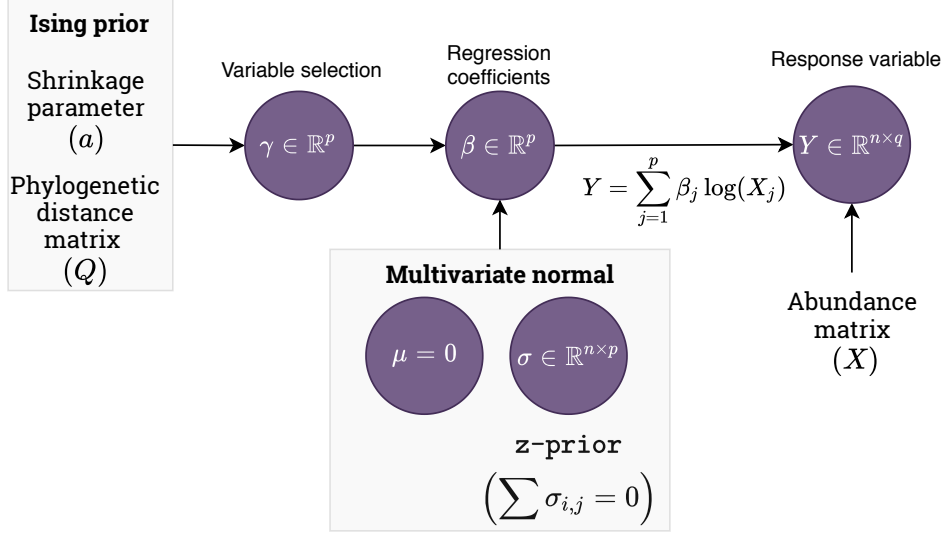 Ising prior
Shrinkage
parameter
(a)
Phylogenetic
distance
matrix
(Q)
Variable selection
γ ∈ ℝ^p
Regression
coefficients
β ∈ ℝ^p
Y = ∑_{j=1}^{p} β_j log(X_j)
Response variable
Y ∈ ℝ^{n×q}
Abundance
matrix
(X)
Multivariate normal
μ = 0
σ ∈ ℝ^{n×p}
z-prior
(∑ σ_{i,j} = 0)